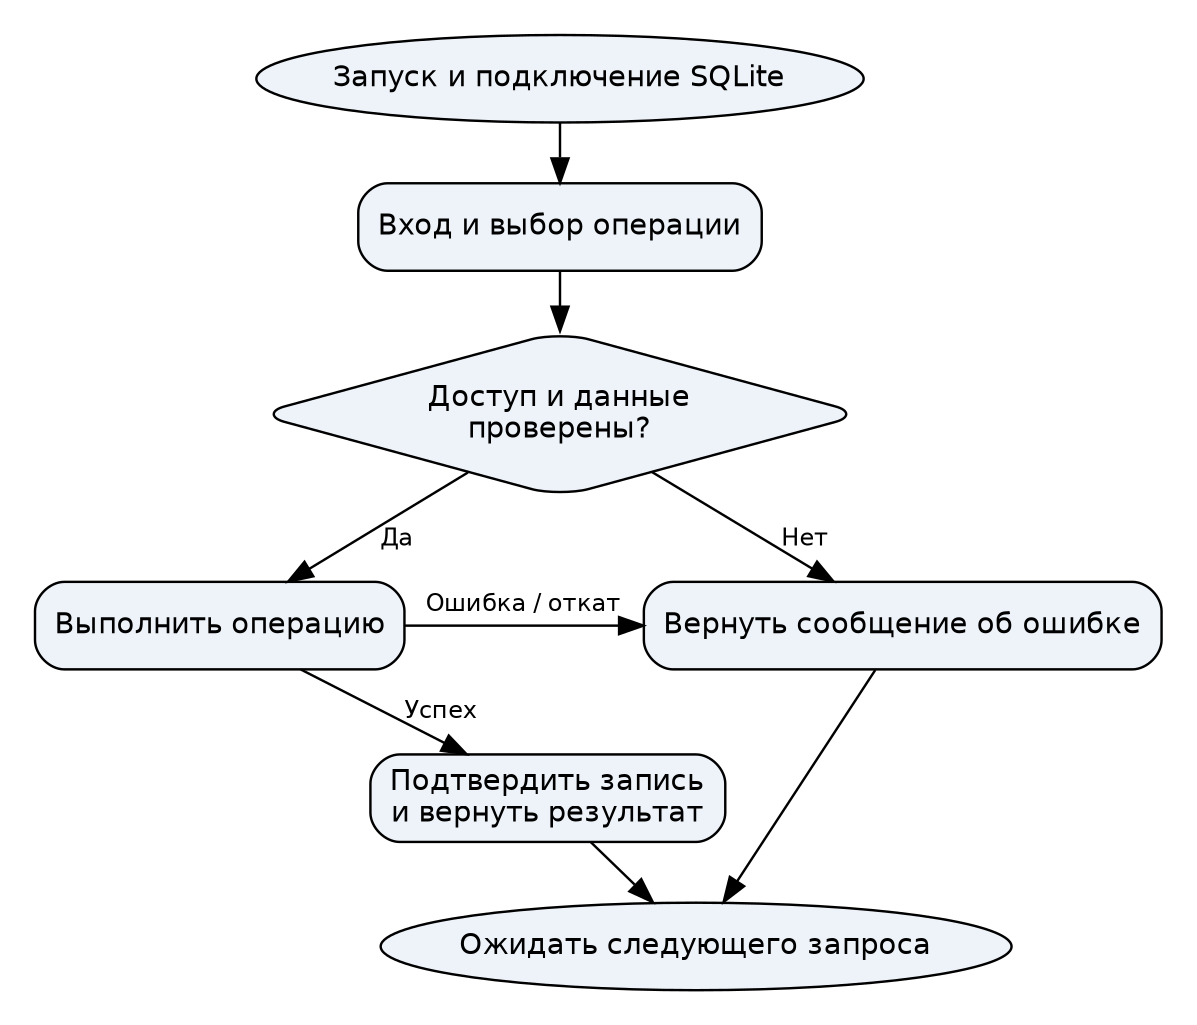 Запуск и подключение SQLite
Вход и выбор операции
Доступ и данные
проверены?
Да
Нет
Выполнить операцию
Ошибка / откат
Вернуть сообщение об ошибке
Успех
Подтвердить запись
и вернуть результат
Ожидать следующего запроса